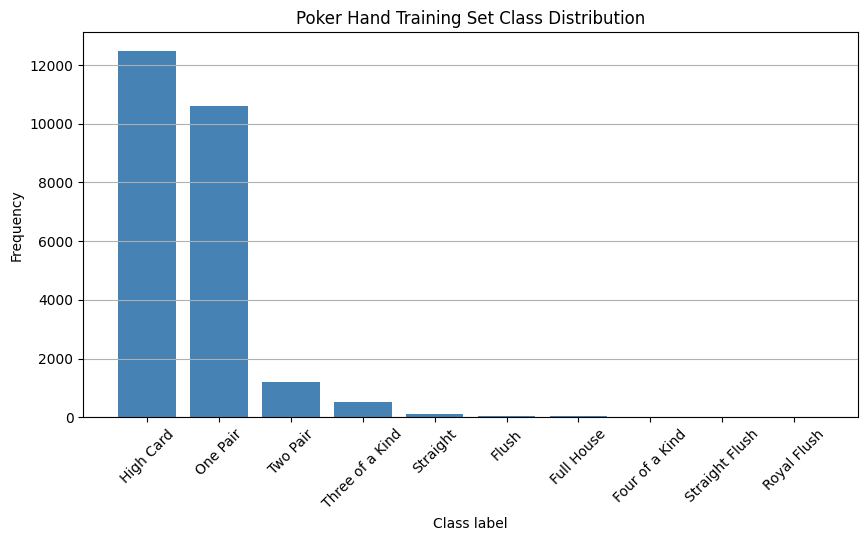 Poker Hand Training Set Class Distribution
Frequency
12000
10000
8000
6000
4000
2000
0
High Card
One Pair
Two Pair
Three of a Kind
Straight
Flush
Full House
Four of a Kind
Straight Flush
Royal Flush
Class label